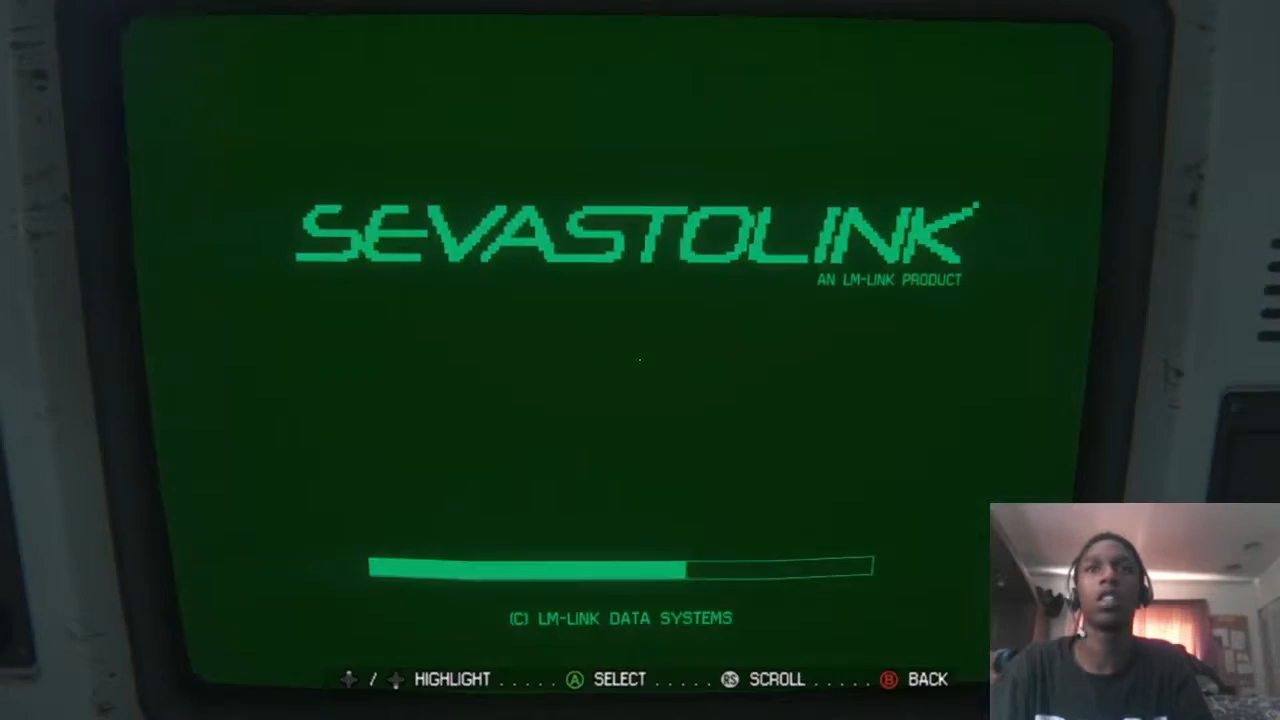 SEVASTOLINK
AN LM-LINK PRODUCT
(C) LM-LINK DATA SYSTEMS
/ HIGHLIGHT . . . . . A SELECT . . . . . RS SCROLL . . . . . B BACK